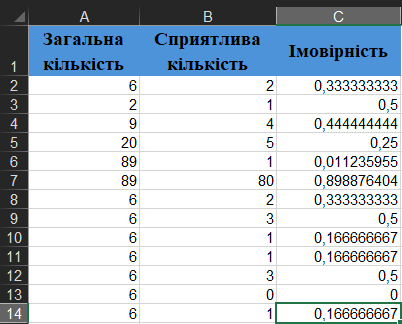 A B C
1 Загальна кількість Сприятлива кількість Імовірність
2 6 2 0,333333333
3 2 1 0,5
4 9 4 0,444444444
5 20 5 0,25
6 89 1 0,011235955
7 89 80 0,898876404
8 6 2 0,333333333
9 6 3 0,5
10 6 1 0,166666667
11 6 1 0,166666667
12 6 3 0,5
13 6 0 0
14 6 1 0,166666667